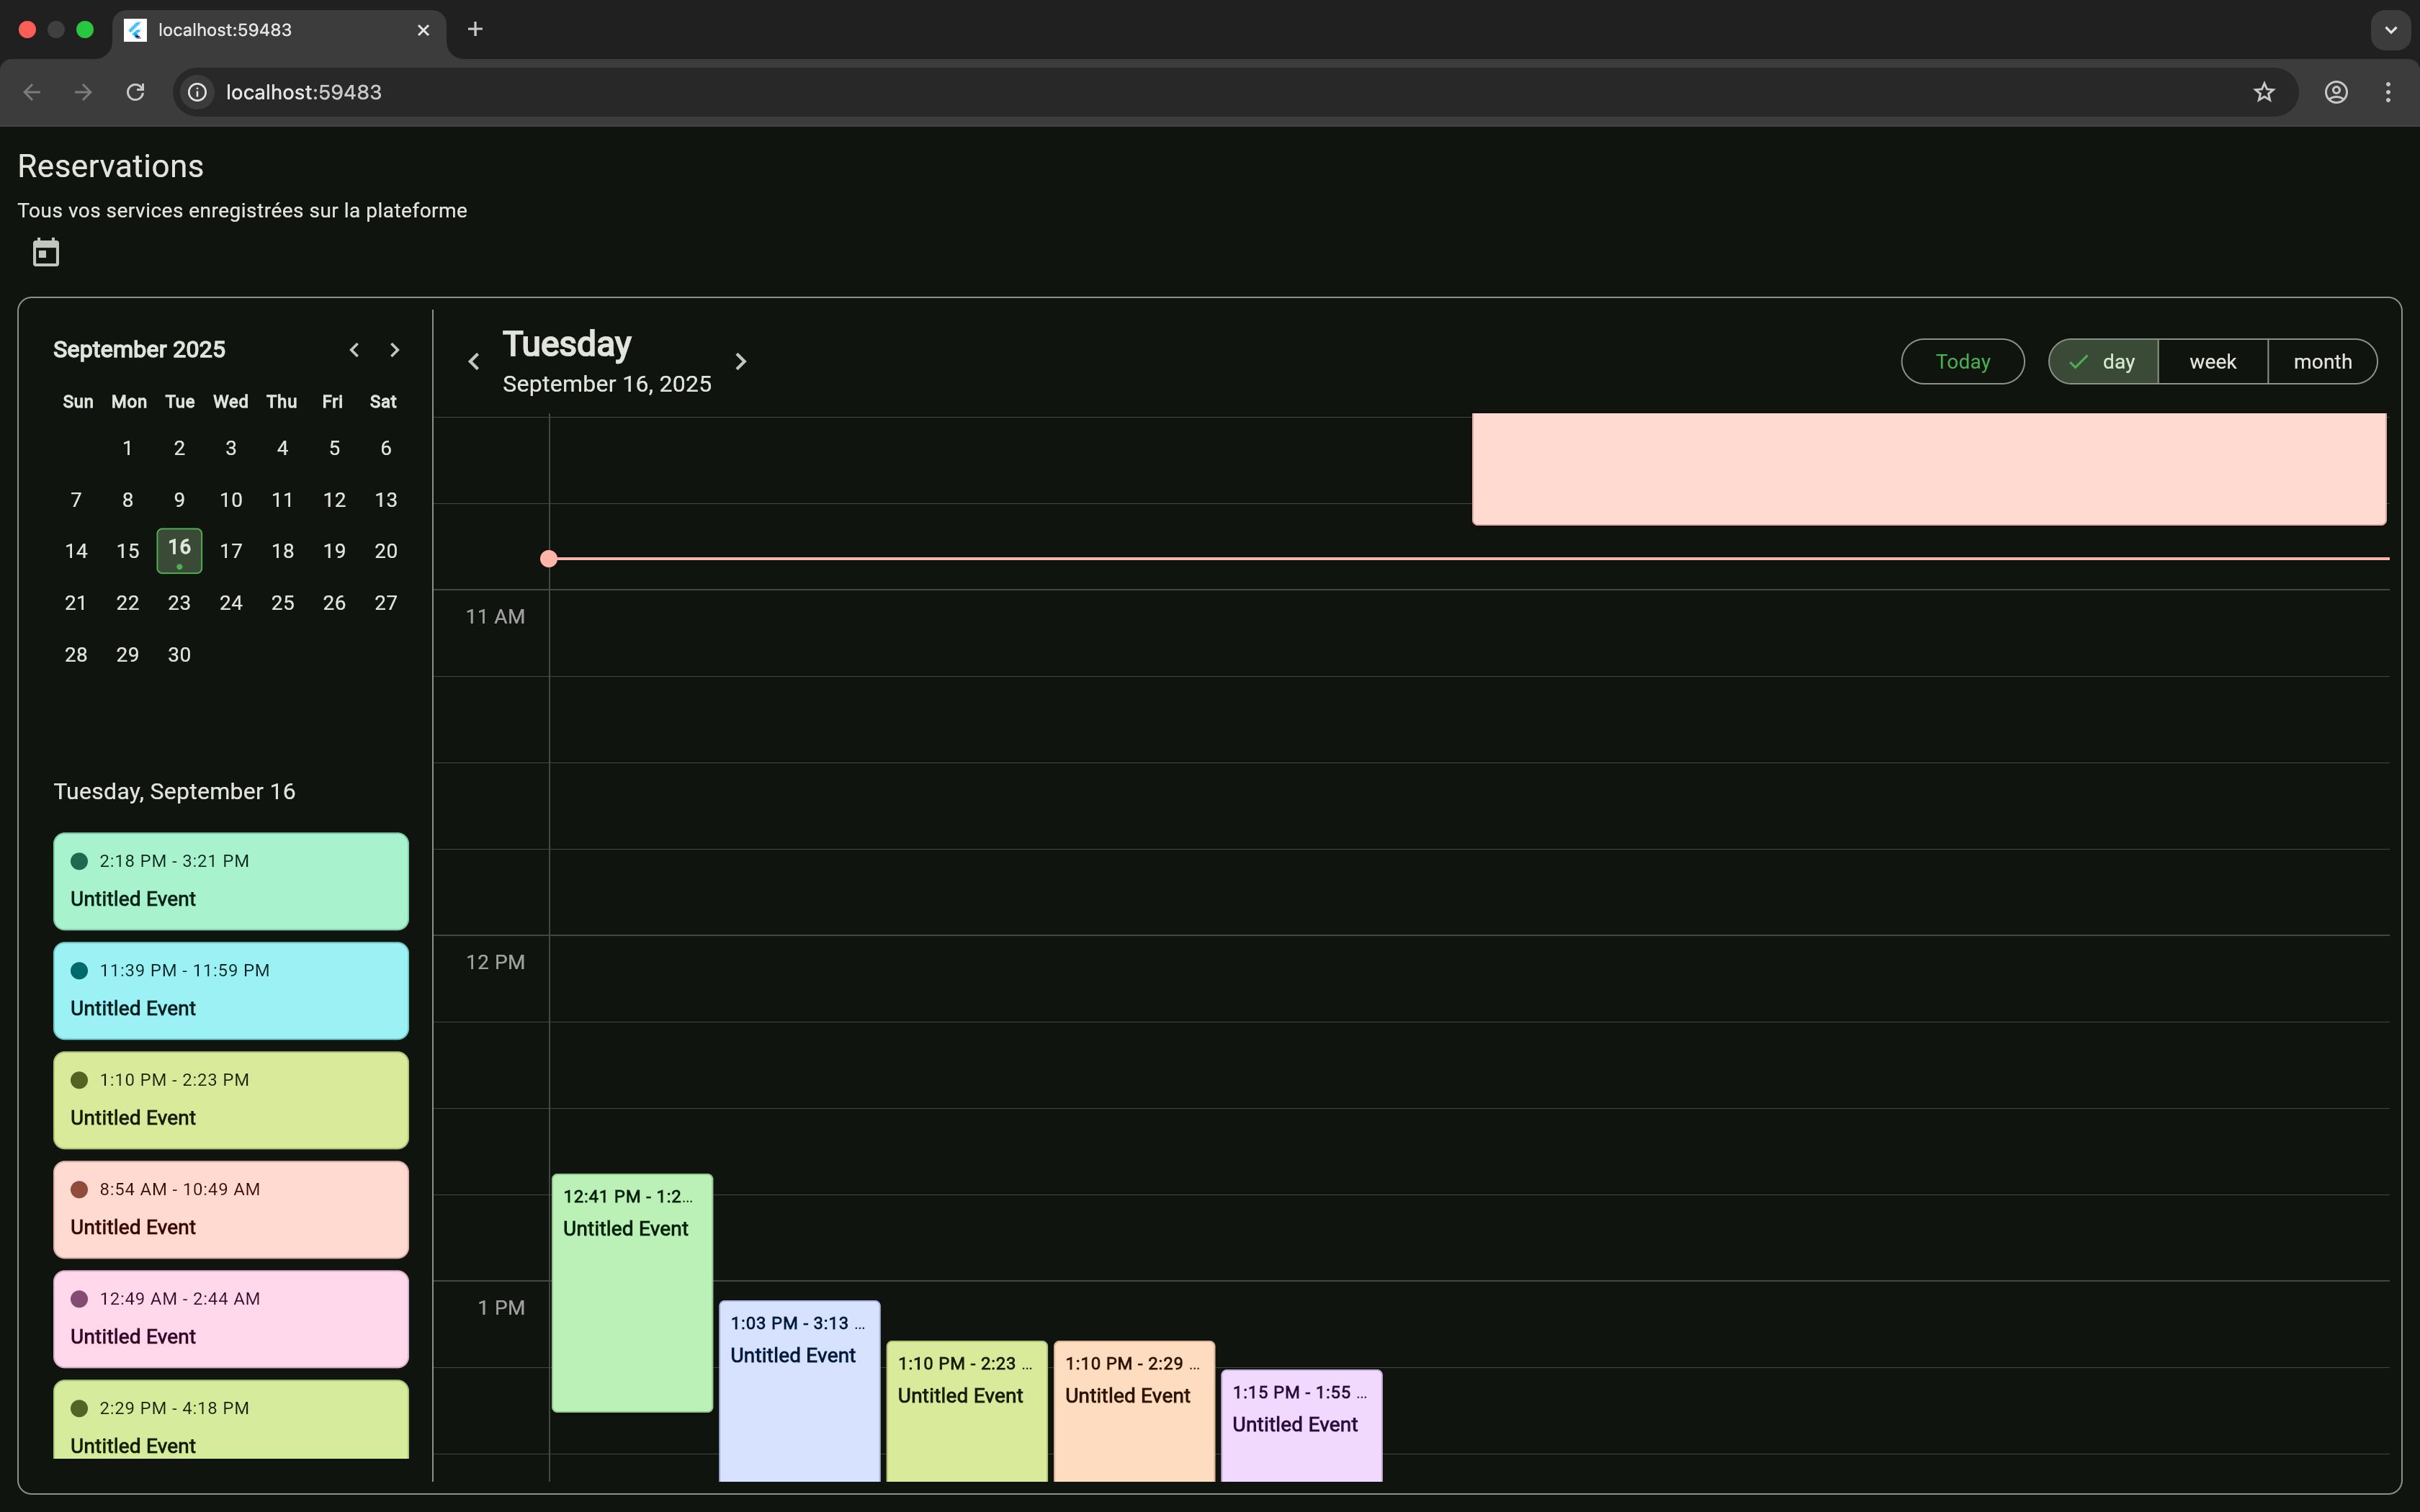 localhost:59483
localhost:59483
Reservations
Tous vos services enregistrées sur la plateforme
September 2025
Sun Mon Tue Wed Thu Fri Sat
1 2 3 4 5 6
7 8 9 10 11 12 13
14 15 16 17 18 19 20
21 22 23 24 25 26 27
28 29 30
Tuesday, September 16
2:18 PM - 3:21 PM
Untitled Event
11:39 PM - 11:59 PM
Untitled Event
1:10 PM - 2:23 PM
Untitled Event
8:54 AM - 10:49 AM
Untitled Event
12:49 AM - 2:44 AM
Untitled Event
2:29 PM - 4:18 PM
Untitled Event
Tuesday
September 16, 2025
Today
day
week
month
11 AM
12 PM
12:41 PM - 1:2...
Untitled Event
1 PM
1:03 PM - 3:13 ...
Untitled Event
1:10 PM - 2:23 ...
Untitled Event
1:10 PM - 2:29 ...
Untitled Event
1:15 PM - 1:55 ...
Untitled Event